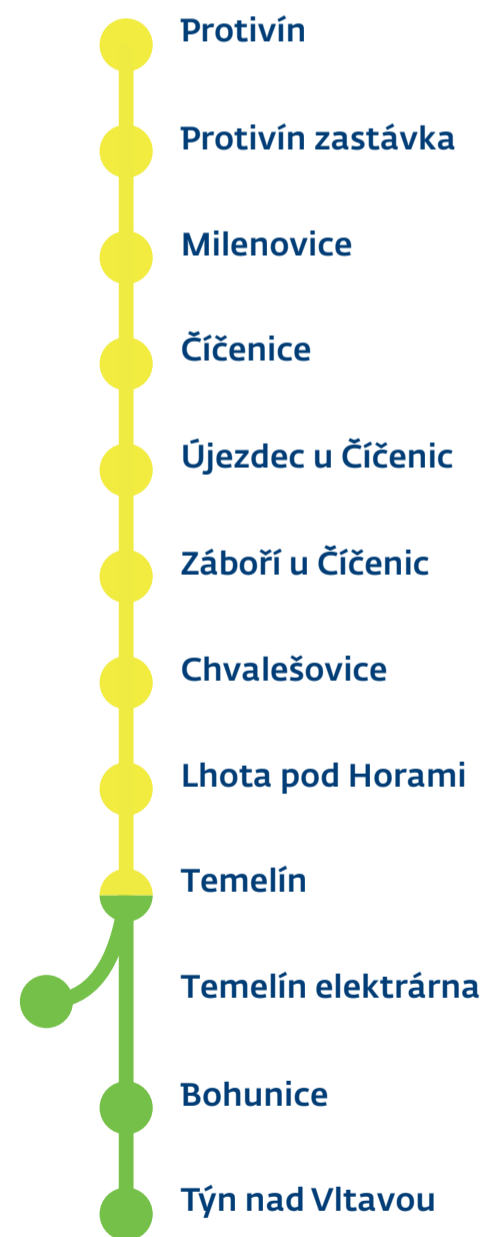 Protivín
Protivín zastávka
Milenovice
Číčenice
Újezdec u Číčenic
Záboří u Číčenic
Chvalešovice
Lhota pod Horami
Temelín
Temelín elektrárna
Bohunice
Týn nad Vltavou